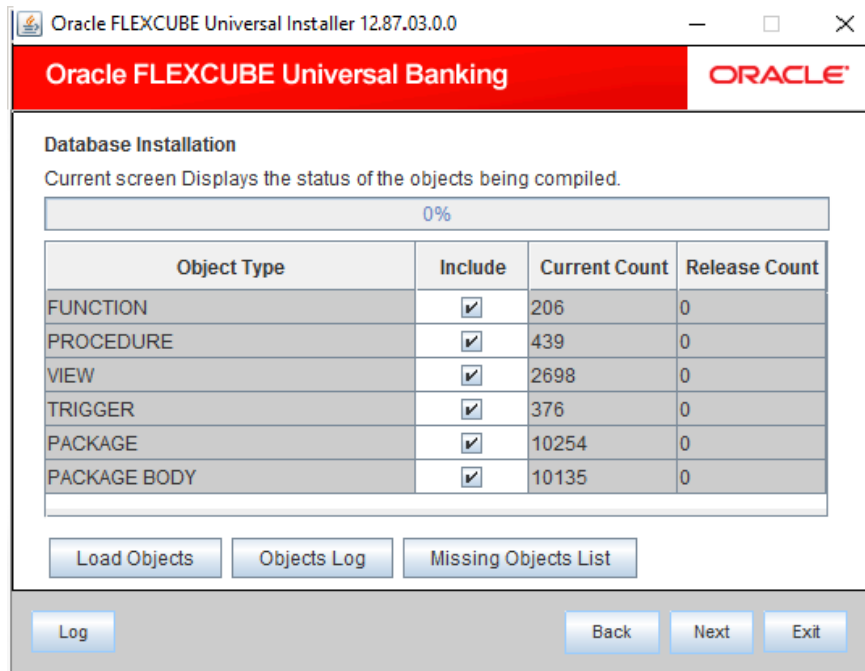 Oracle FLEXCUBE Universal Installer 12.87.03.0.0
Oracle FLEXCUBE Universal Banking
ORACLE
Database Installation
Current screen Displays the status of the objects being compiled.
0%
Object Type Include Current Count Release Count
FUNCTION 206 0
PROCEDURE 439 0
VIEW 2698 0
TRIGGER 376 0
PACKAGE 10254 0
PACKAGE BODY 10135 0
Load Objects Objects Log Missing Objects List
Log Back Next Exit